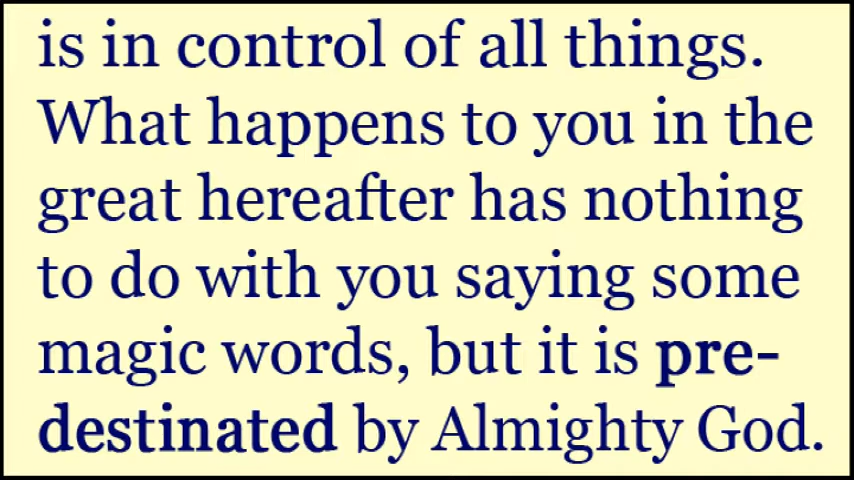 is in control of all things.
What happens to you in the
great hereafter has nothing
to do with you saying some
magic words, but it is pre-
destinated by Almighty God.